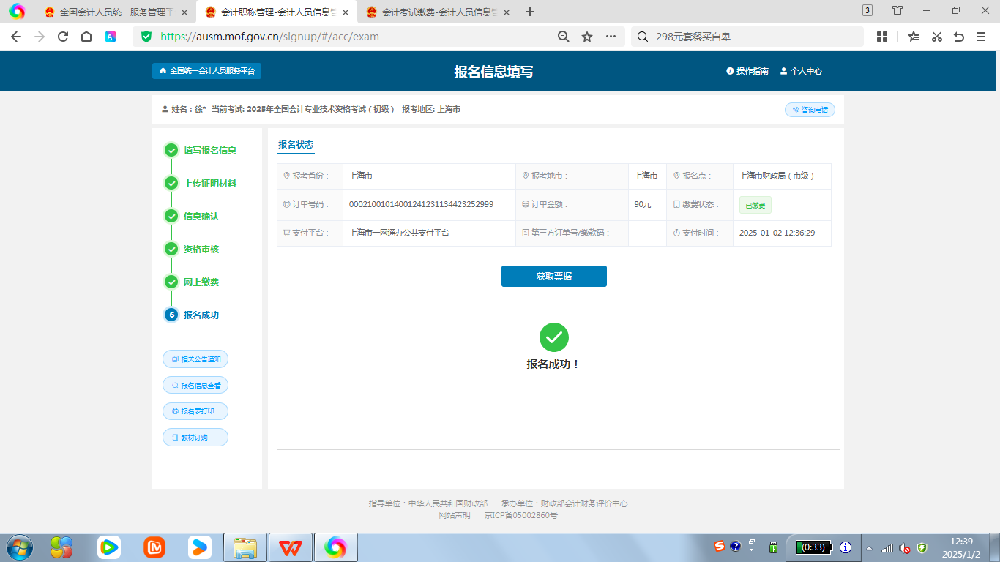 全国会计人员统一服务管理平
会计职称管理-会计人员信息管
会计考试缴费-会计人员信息管
3
AI
https://ausm.mof.gov.cn/signup/#/acc/exam
298元套餐买自卑
全国统一会计人员服务平台
报名信息填写
操作指南
个人中心
姓名：徐* 当前考试: 2025年全国会计专业技术资格考试（初级） 报考地区: 上海市
咨询电话
填写报名信息
上传证明材料
信息确认
资格审核
网上缴费
6 报名成功
相关公告通知
报名信息查看
报名表打印
教材订购
报名状态
报考省份： 上海市 报考地市： 上海市 报名点： 上海市财政局（市级）
订单号码： 00021001014001241231134423252999 订单金额： 90元 缴费状态： 已缴费
支付平台： 上海市一网通办公共支付平台 第三方订单号/缴款码： 支付时间： 2025-01-02 12:36:29
获取票据
报名成功！
指导单位：中华人民共和国财政部 承办单位：财政部会计财务评价中心
网站声明 京ICP备05002860号
(0:33)
12:39
2025/1/2